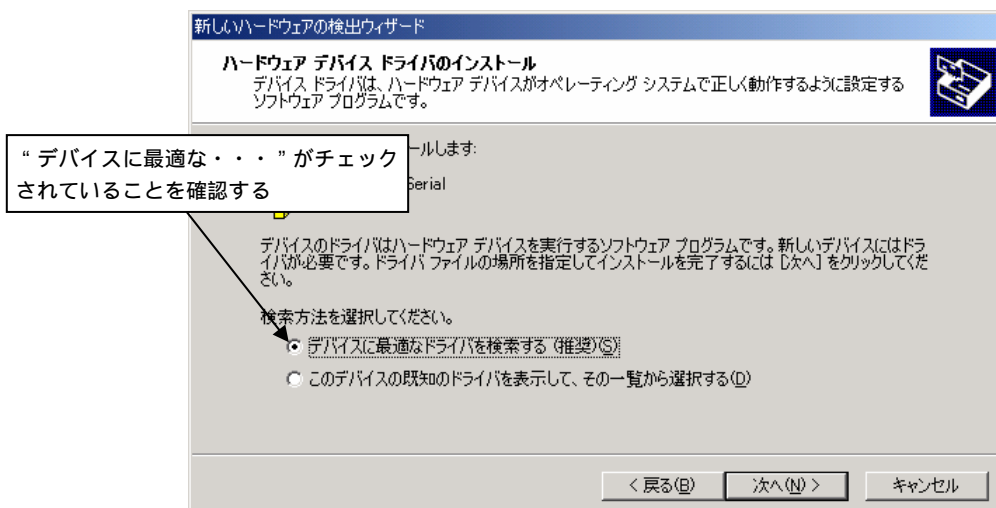 新しいハードウェアの検出ウィザード
ハードウェア デバイス ドライバのインストール
デバイス ドライバは、ハードウェア デバイスがオペレーティング システムで正しく動作するように設定する
ソフトウェア プログラムです。
“デバイスに最適な・・・”がチェック
されていることを確認する
ールします:
Serial
デバイスのドライバはハードウェア デバイスを実行するソフトウェア プログラムです。新しいデバイスにはドラ
イバが必要です。ドライバ ファイルの場所を指定してインストールを完了するには [次へ] をクリックしてくだ
さい。
検索方法を選択してください。
デバイスに最適なドライバを検索する (推奨)(S)
このデバイスの既知のドライバを表示して、その一覧から選択する(D)
< 戻る(B)
次へ(N) >
キャンセル